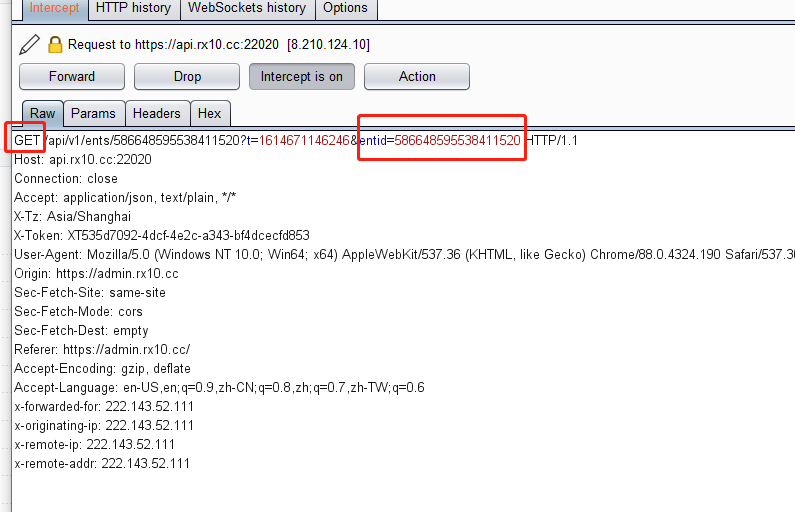 Intercept HTTP history WebSockets history Options
Request to https://api.rx10.cc:22020 [8.210.124.10]
Forward Drop Intercept is on Action
Raw Params Headers Hex
GET /api/v1/ents/586648595538411520?t=1614671146246&entid=586648595538411520 HTTP/1.1
Host: api.rx10.cc:22020
Connection: close
Accept: application/json, text/plain, */*
X-Tz: Asia/Shanghai
X-Token: XT535d7092-4dcf-4e2c-a343-bf4dcecfd853
User-Agent: Mozilla/5.0 (Windows NT 10.0; Win64; x64) AppleWebKit/537.36 (KHTML, like Gecko) Chrome/88.0.4324.190 Safari/537.36
Origin: https://admin.rx10.cc
Sec-Fetch-Site: same-site
Sec-Fetch-Mode: cors
Sec-Fetch-Dest: empty
Referer: https://admin.rx10.cc/
Accept-Encoding: gzip, deflate
Accept-Language: en-US,en;q=0.9,zh-CN;q=0.8,zh;q=0.7,zh-TW;q=0.6
x-forwarded-for: 222.143.52.111
x-originating-ip: 222.143.52.111
x-remote-ip: 222.143.52.111
x-remote-addr: 222.143.52.111